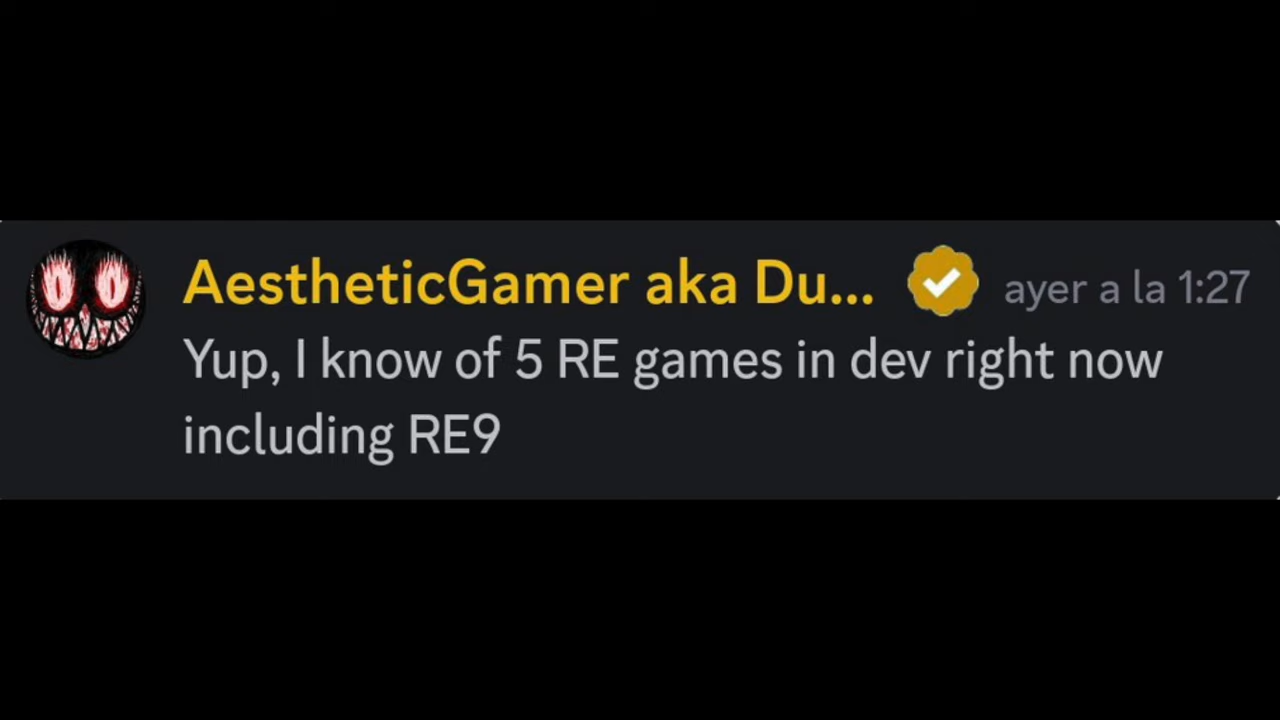 AestheticGamer aka Du... ayer a la 1:27
Yup, I know of 5 RE games in dev right now
including RE9